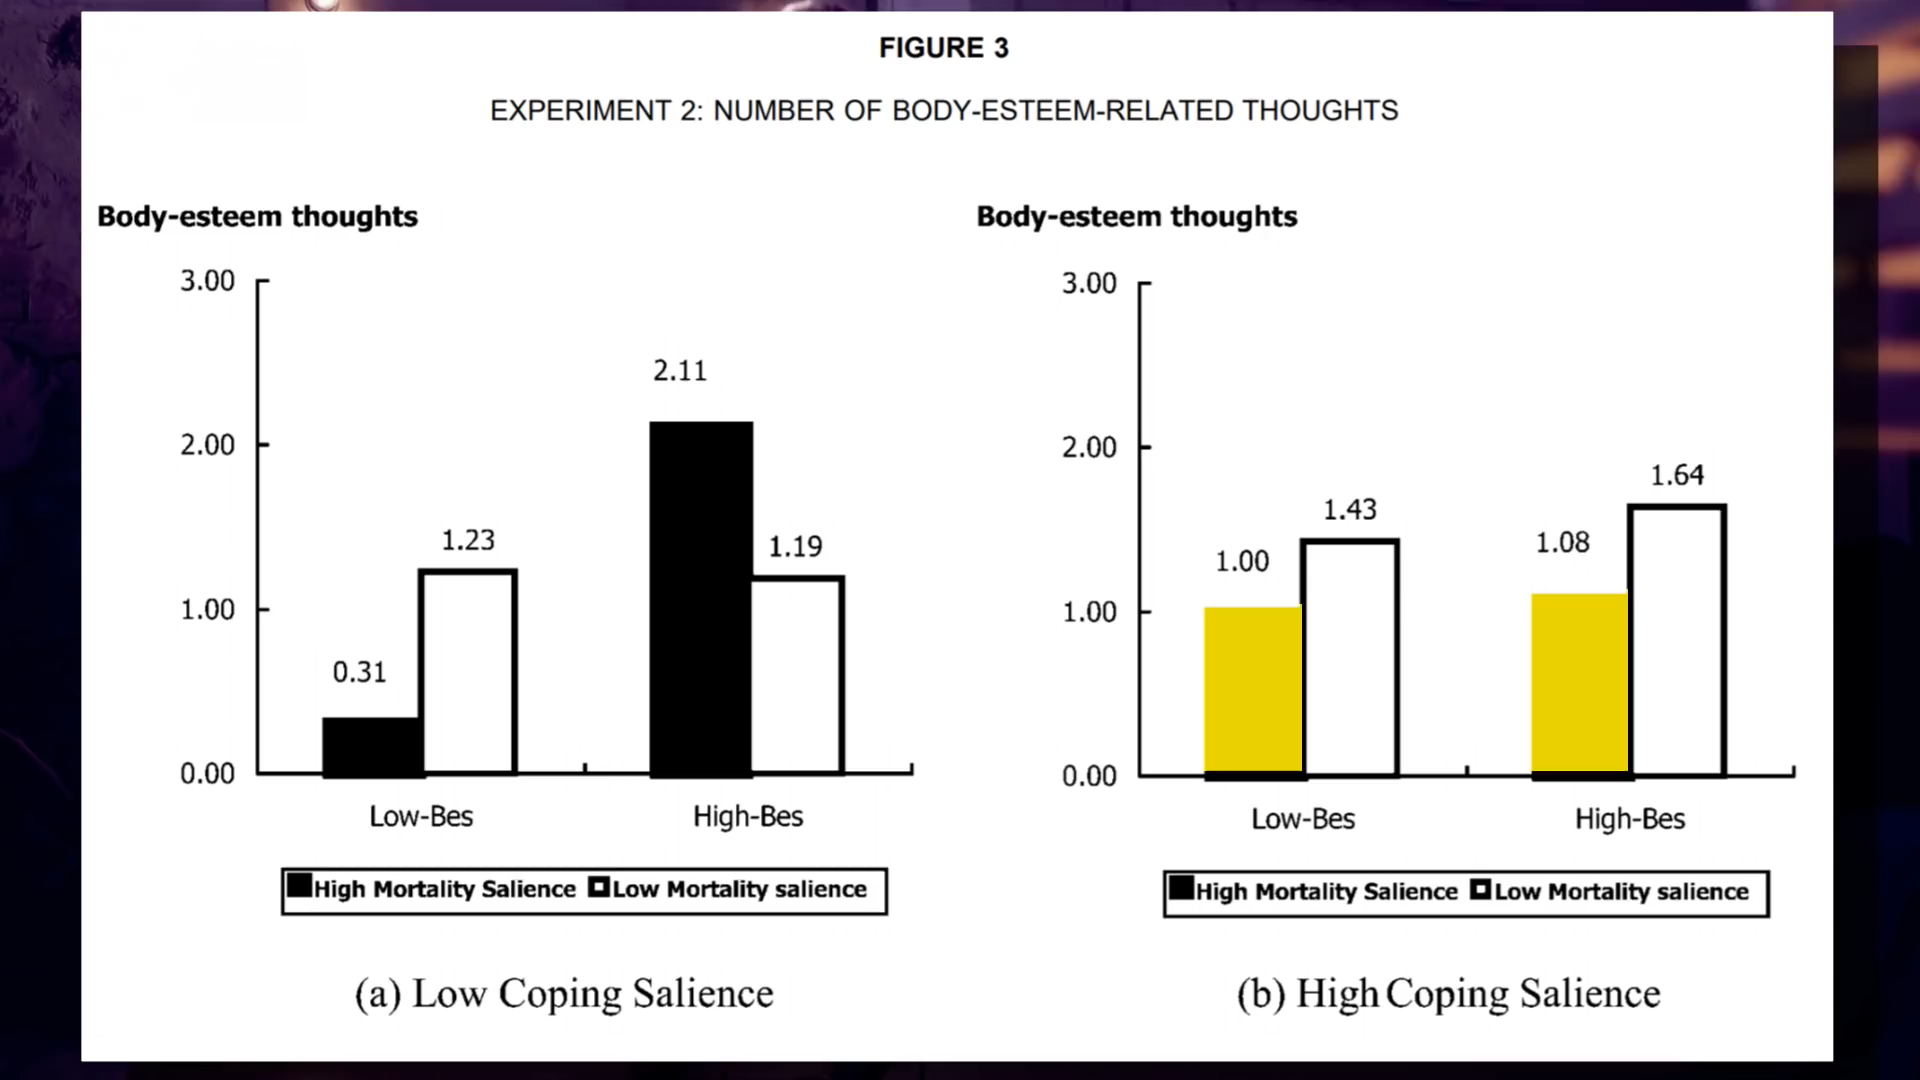 FIGURE 3
EXPERIMENT 2: NUMBER OF BODY-ESTEEM-RELATED THOUGHTS
Body-esteem thoughts
3.00
2.00
1.00
0.00
0.31
1.23
2.11
1.19
Low-Bes
High-Bes
High Mortality Salience Low Mortality salience
(a) Low Coping Salience
Body-esteem thoughts
3.00
2.00
1.00
0.00
1.00
1.43
1.08
1.64
Low-Bes
High-Bes
High Mortality Salience Low Mortality salience
(b) High Coping Salience